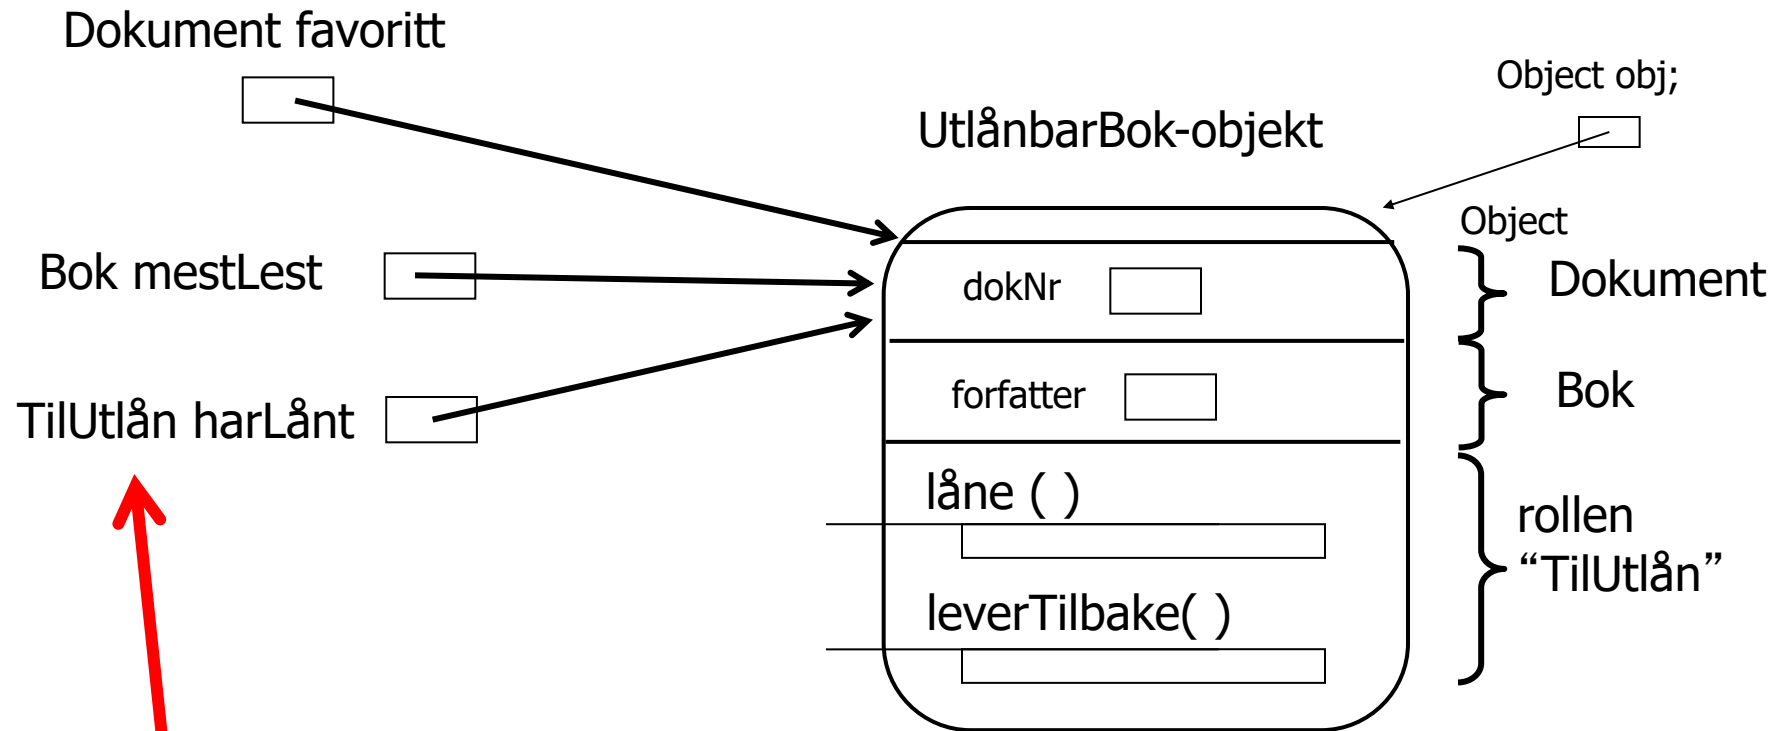 Dokument favoritt
Object obj;
UtlånbarBok-objekt
Object
Bok mestLest
dokNr
Dokument
TilUtlån harLånt
forfatter
Bok
låne ( )
rollen
“TilUtlån”
leverTilbake( )